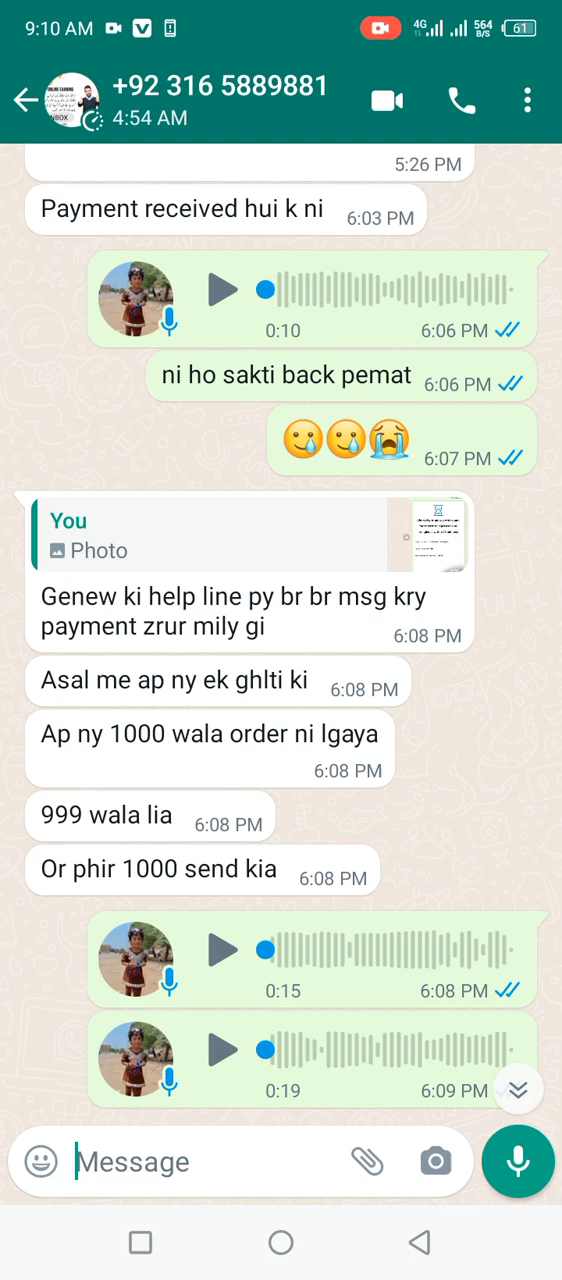 9:10 AM
4G
564
B/S
61
+92 316 5889881
4:54 AM
5:26 PM
Payment received hui k ni 6:03 PM
0:10 6:06 PM
ni ho sakti back pemat 6:06 PM
6:07 PM
You
Photo
Genew ki help line py br br msg kry
payment zrur mily gi 6:08 PM
Asal me ap ny ek ghlti ki 6:08 PM
Ap ny 1000 wala order ni lgaya
6:08 PM
999 wala lia 6:08 PM
Or phir 1000 send kia 6:08 PM
0:15 6:08 PM
0:19 6:09 PM
Message